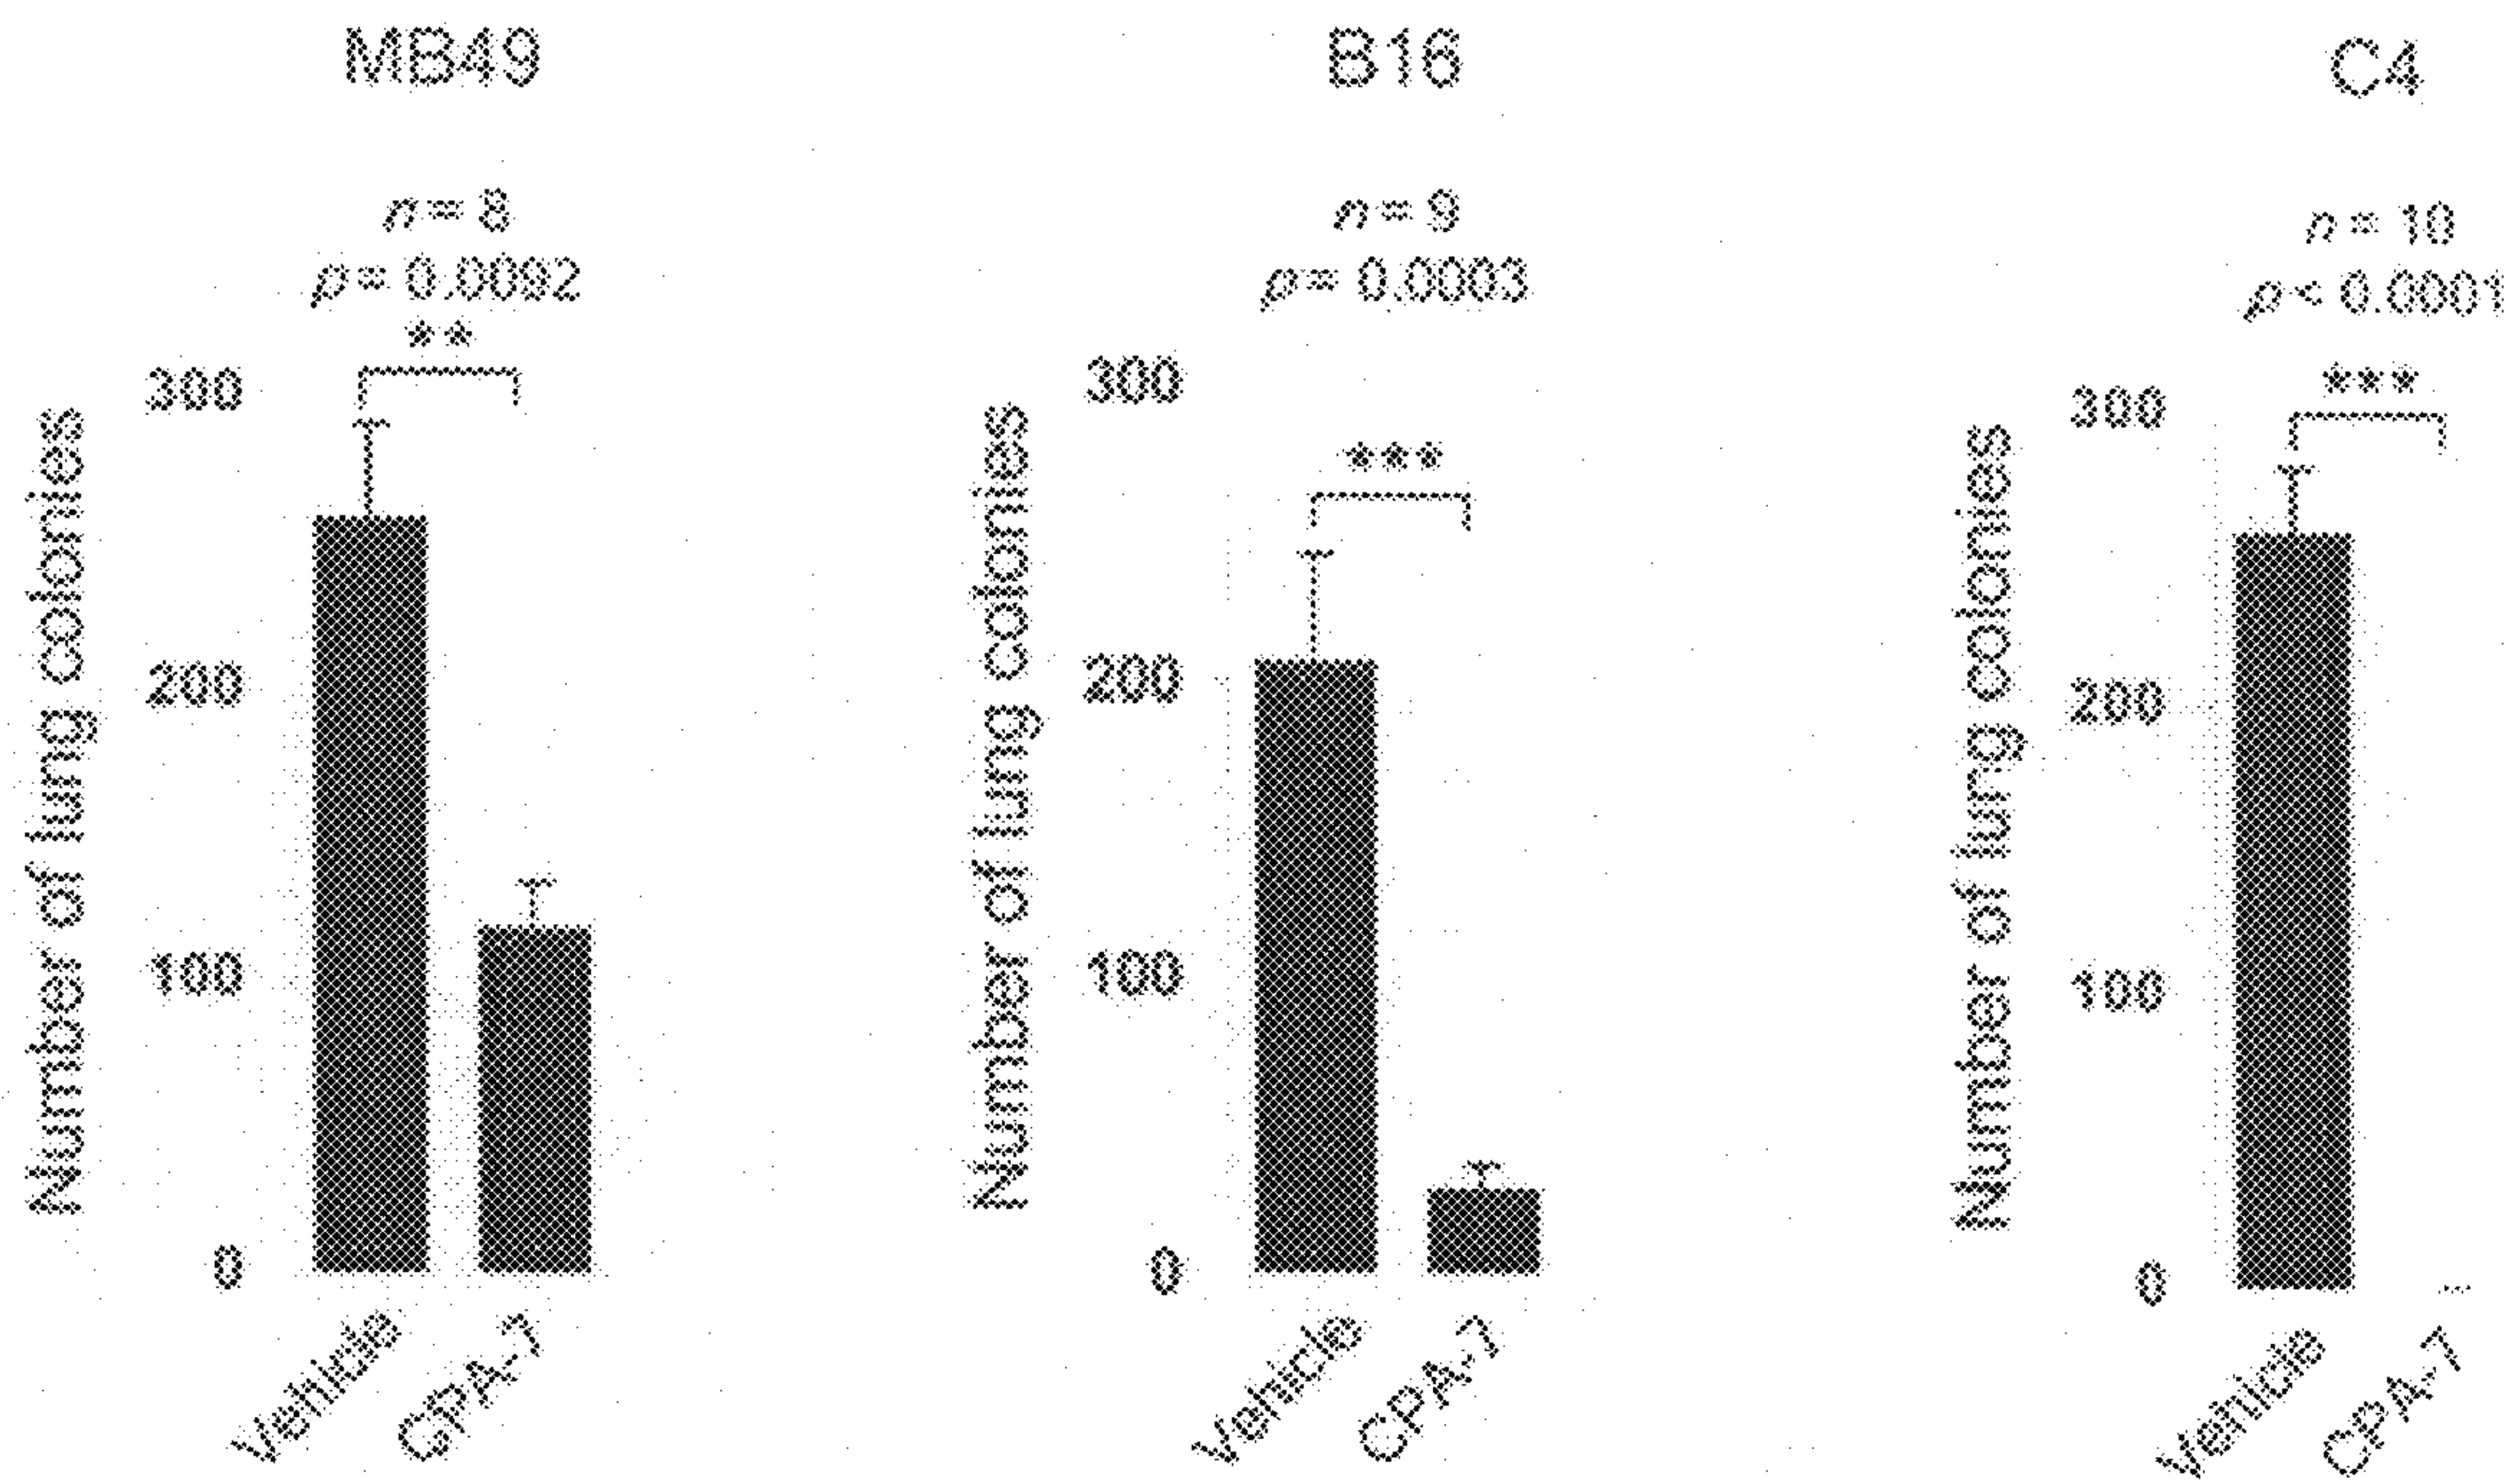 MB49
n = 8
p = 0.0092
**
Number of lung colonies
300
200
100
0
Vehicle
CPA-7
B16
n = 9
p = 0.0003
***
Number of lung colonies
300
200
100
0
Vehicle
CPA-7
C4
n = 10
p < 0.0001
***
Number of lung colonies
300
200
100
0
Vehicle
CPA-7